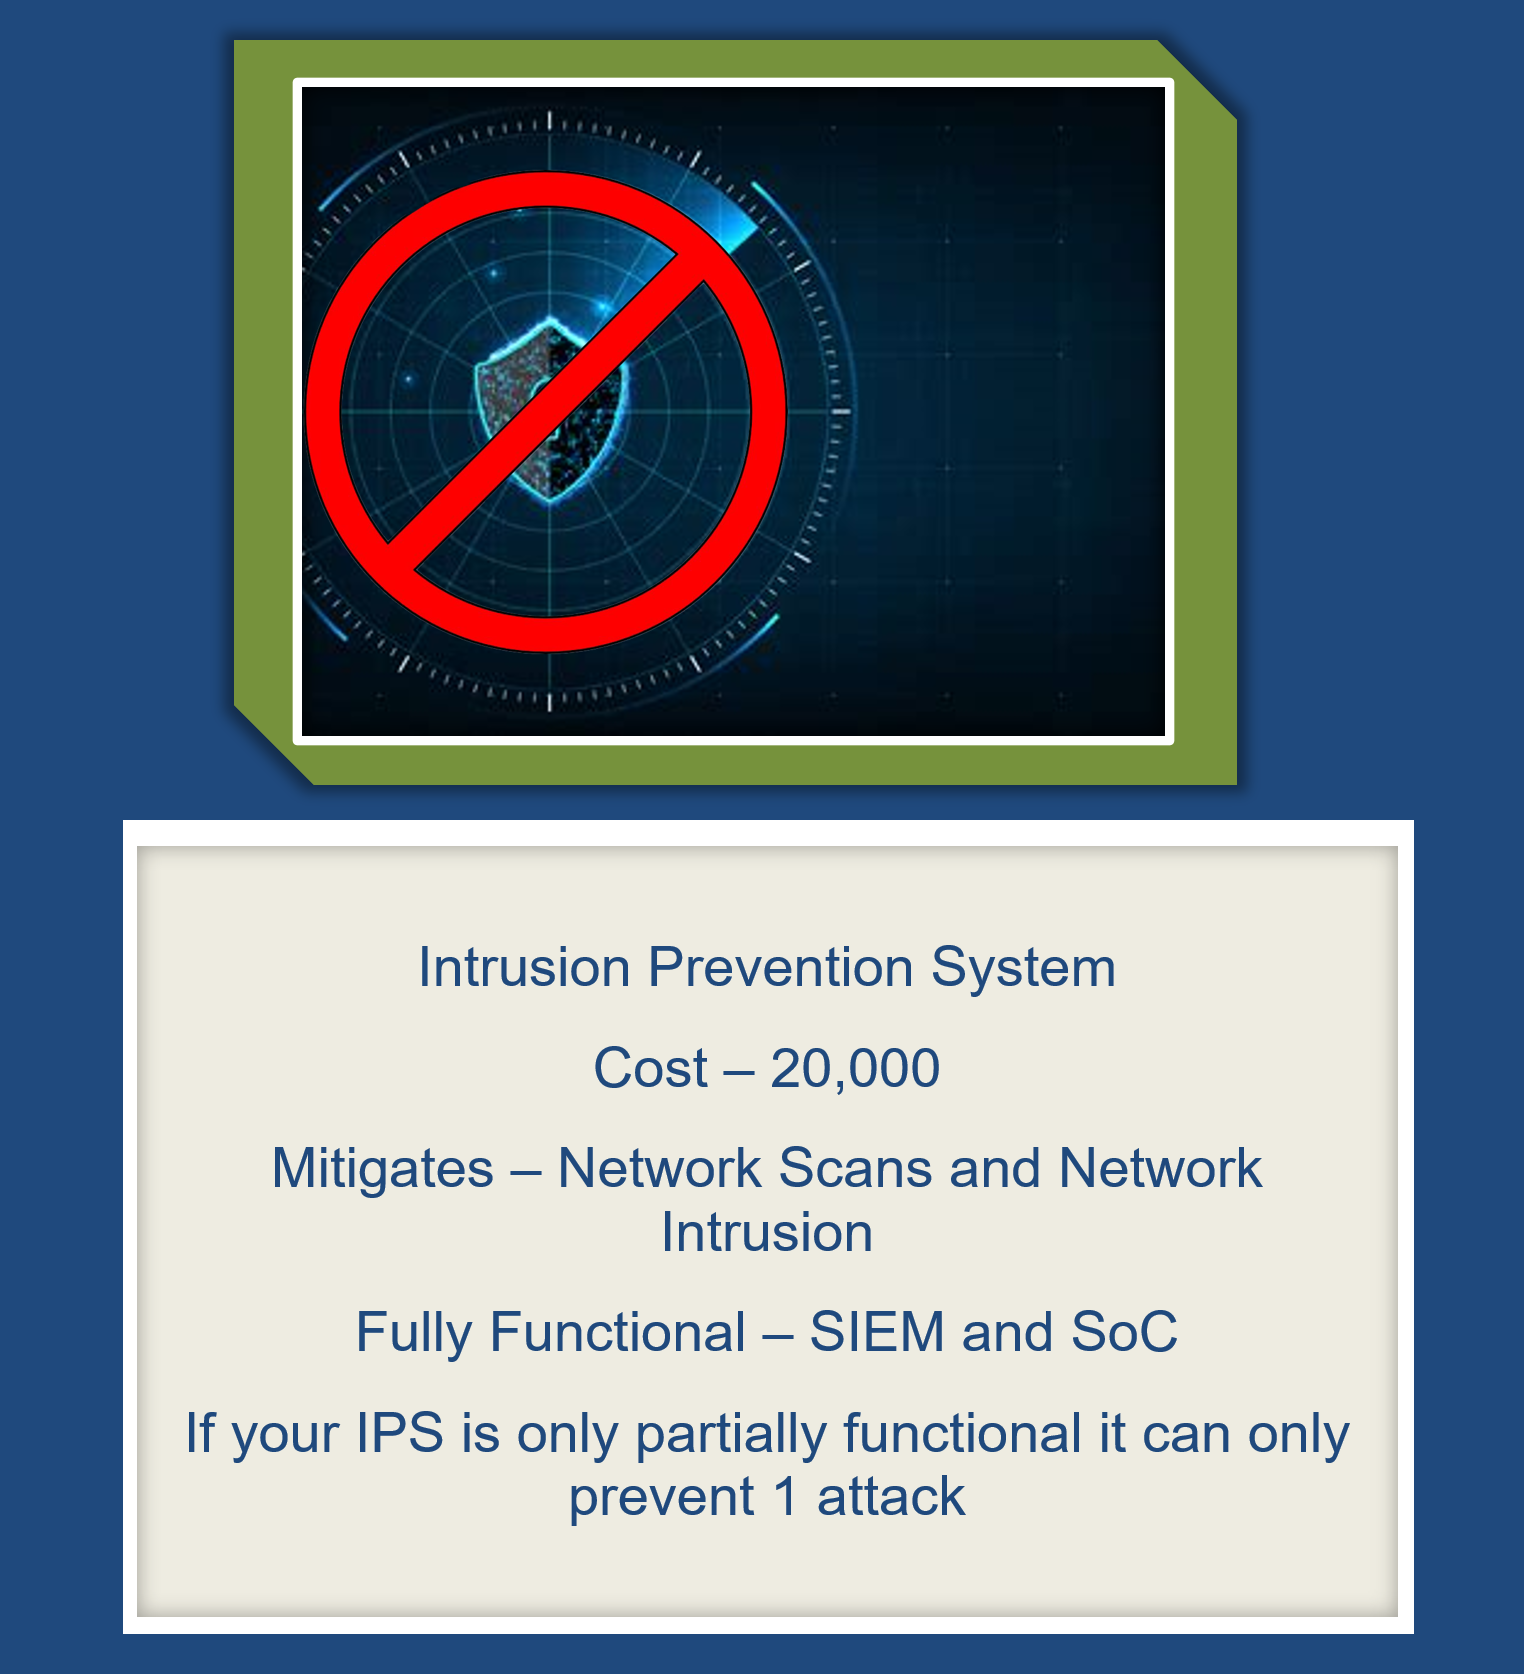 Intrusion Prevention System
Cost – 20,000
Mitigates – Network Scans and Network
Intrusion
Fully Functional – SIEM and SoC
If your IPS is only partially functional it can only
prevent 1 attack